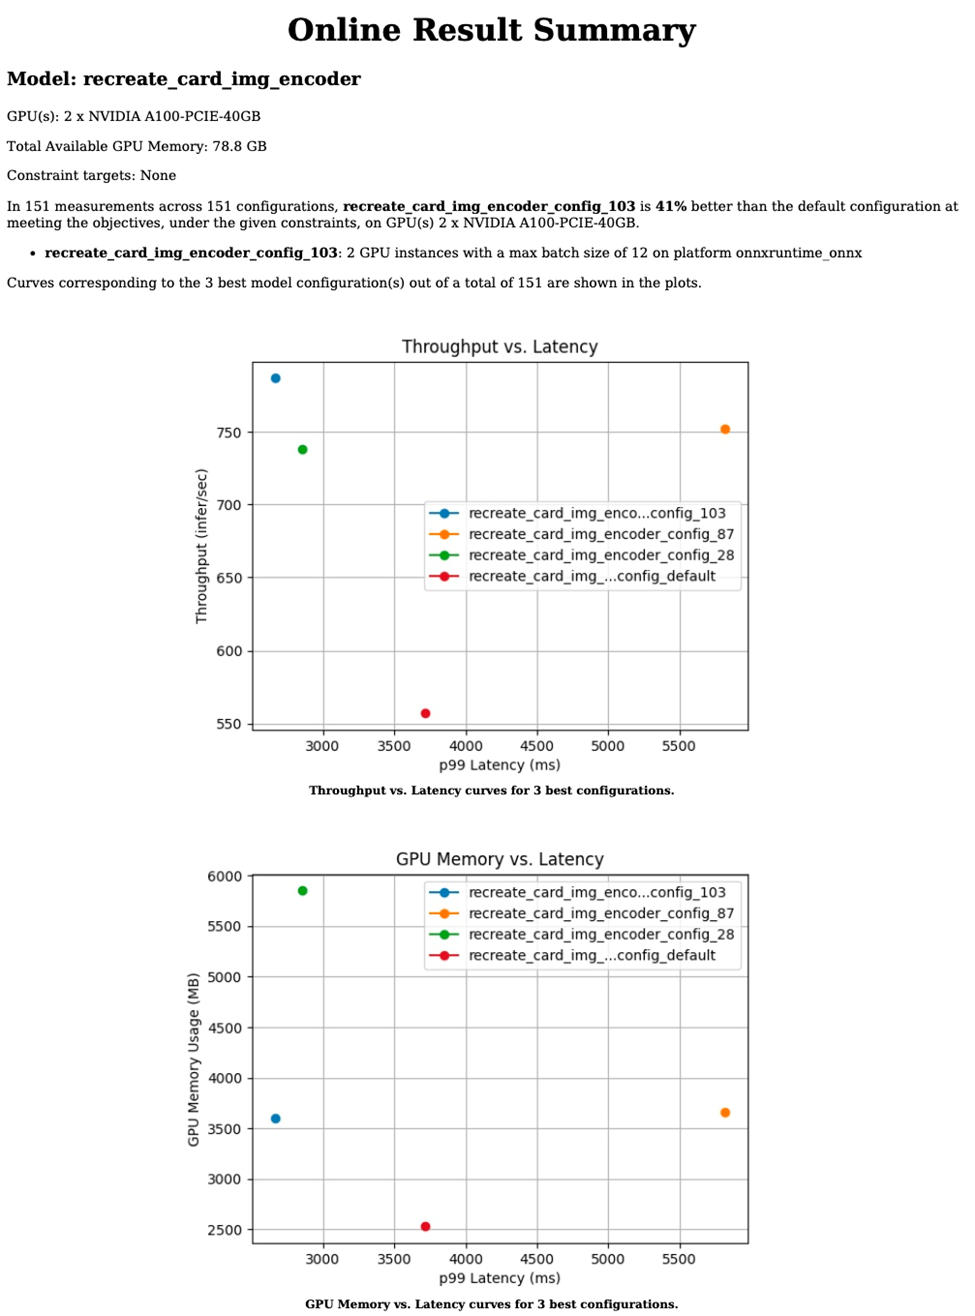 Online Result Summary
Model: recreate_card_img_encoder
GPU(s): 2 x NVIDIA A100-PCIE-40GB
Total Available GPU Memory: 78.8 GB
Constraint targets: None
In 151 measurements across 151 configurations, recreate_card_img_encoder_config_103 is 41% better than the default configuration at
meeting the objectives, under the given constraints, on GPU(s) 2 x NVIDIA A100-PCIE-40GB.
• recreate_card_img_encoder_config_103: 2 GPU instances with a max batch size of 12 on platform onnxruntime_onnx
Curves corresponding to the 3 best model configuration(s) out of a total of 151 are shown in the plots.
Throughput vs. Latency
Throughput (infer/sec)
750
700
650
600
550
recreate_card_img_enco...config_103
recreate_card_img_encoder_config_87
recreate_card_img_encoder_config_28
recreate_card_img_...config_default
3000 3500 4000 4500 5000 5500
p99 Latency (ms)
Throughput vs. Latency curves for 3 best configurations.
GPU Memory vs. Latency
GPU Memory Usage (MB)
6000
5500
5000
4500
4000
3500
3000
2500
recreate_card_img_enco...config_103
recreate_card_img_encoder_config_87
recreate_card_img_encoder_config_28
recreate_card_img_...config_default
3000 3500 4000 4500 5000 5500
p99 Latency (ms)
GPU Memory vs. Latency curves for 3 best configurations.